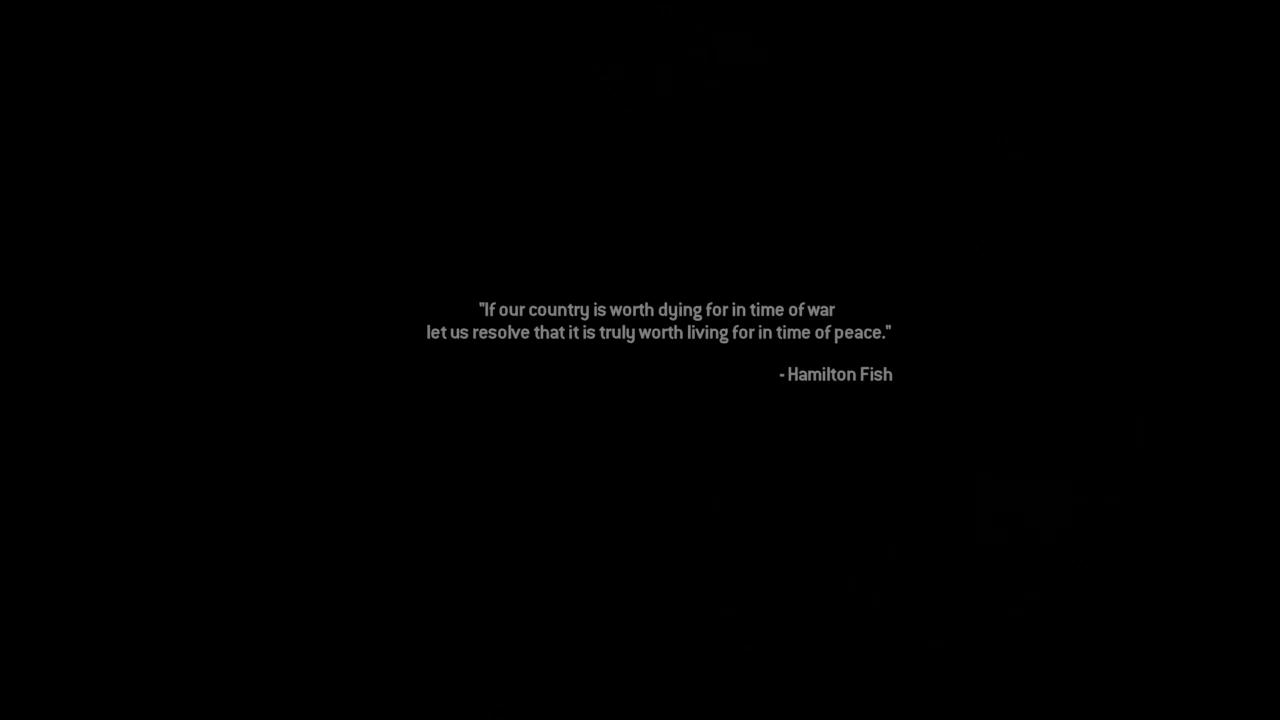 "If our country is worth dying for in time of war
let us resolve that it is truly worth living for in time of peace."
- Hamilton Fish